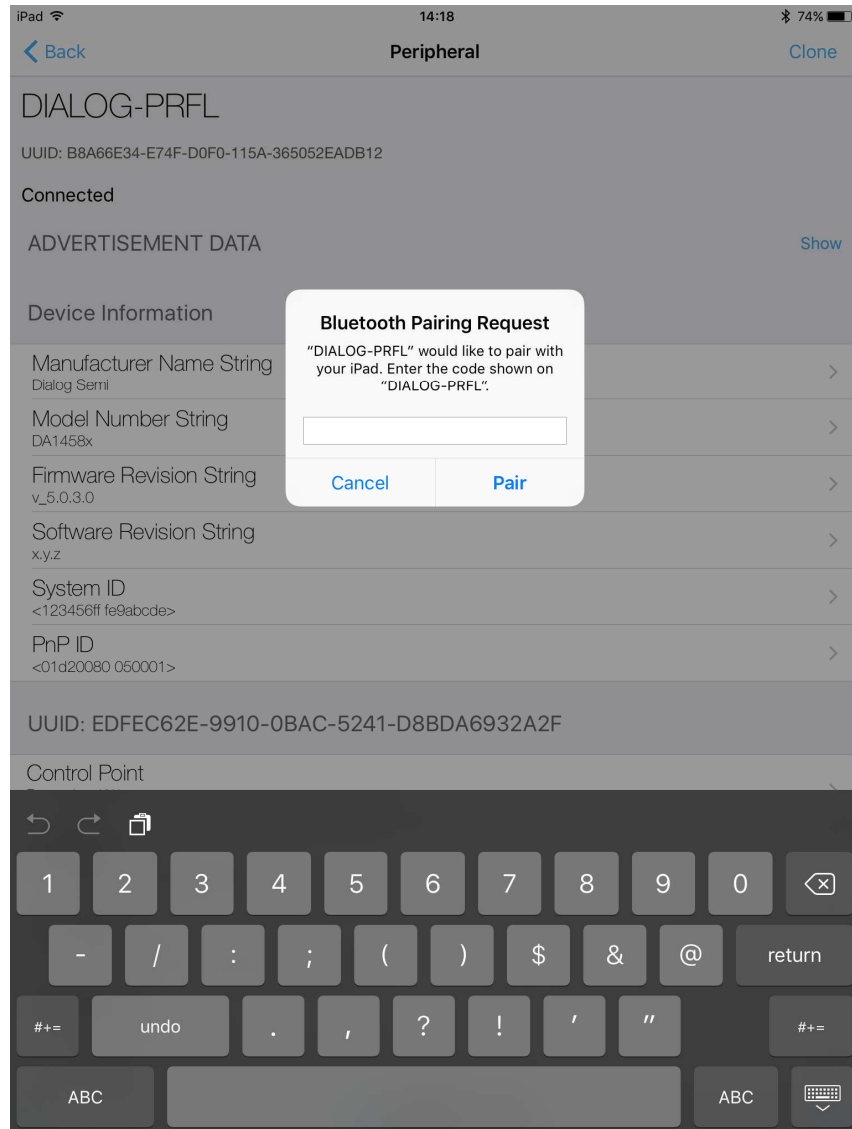 iPad 14:18 74%
Back Peripheral Clone
DIALOG-PRFL
UUID: B8A66E34-E74F-D0F0-115A-365052EADB12
Connected
ADVERTISEMENT DATA Show
Device Information
Bluetooth Pairing Request
"DIALOG-PRFL" would like to pair with
your iPad. Enter the code shown on
"DIALOG-PRFL".
Cancel Pair
Manufacturer Name String
Dialog Semi
Model Number String
DA1458x
Firmware Revision String
v_5.0.3.0
Software Revision String
x.y.z
System ID
<123456ff fe9abcde>
PnP ID
<01d20080 050001>
UUID: EDFEC62E-9910-0BAC-5241-D8BDA6932A2F
Control Point
1 2 3 4 5 6 7 8 9 0
- / : ; ( ) $ & @ return
#+= undo . , ? ! ' " #+=
ABC ABC